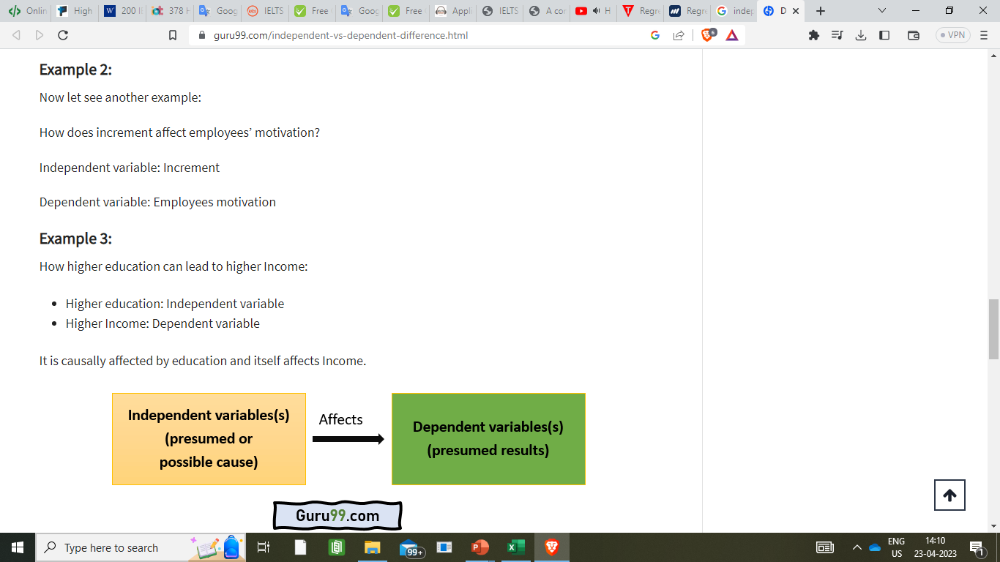 Onlin
High
200 I
378 H
Goog
IELTS
Free
Goog
Free
Appli
IELTS
A cor
H
Regre
Regre
indep
D
guru99.com/independent-vs-dependent-difference.html
6
VPN
Example 2:
Now let see another example:
How does increment affect employees’ motivation?
Independent variable: Increment
Dependent variable: Employees motivation
Example 3:
How higher education can lead to higher Income:
Higher education: Independent variable
Higher Income: Dependent variable
It is causally affected by education and itself affects Income.
Independent variables(s)
(presumed or
possible cause)
Affects
Dependent variables(s)
(presumed results)
Guru99.com
Type here to search
99+
ENG
US
14:10
23-04-2023
1